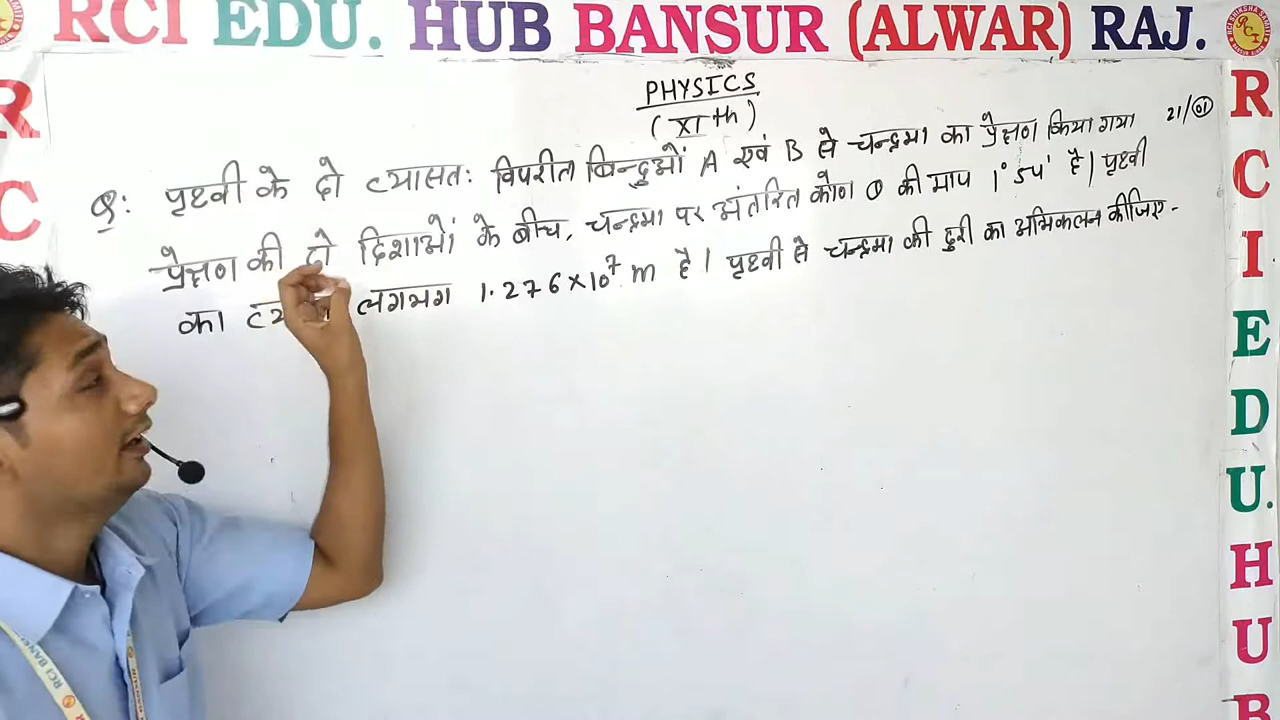 RCI EDU. HUB BANSUR (ALWAR) RAJ.
PHYSICS
(XIth)
21/01
Q: पृथ्वी के दो व्यासतः विपरीत बिन्दुओं A एवं B से चन्द्रमा का प्रेक्षण किया गया
प्रेक्षण की दो दिशाओं के बीच, चन्द्रमा पर अंतरित कोण θ की माप 1° 54' है। पृथ्वी
का लगभग 1.276×10⁷ m है। पृथ्वी से चन्द्रमा की दुरी का अभिकलन कीजिए-
R
C
R
C
I
E
D
U.
H
U
B